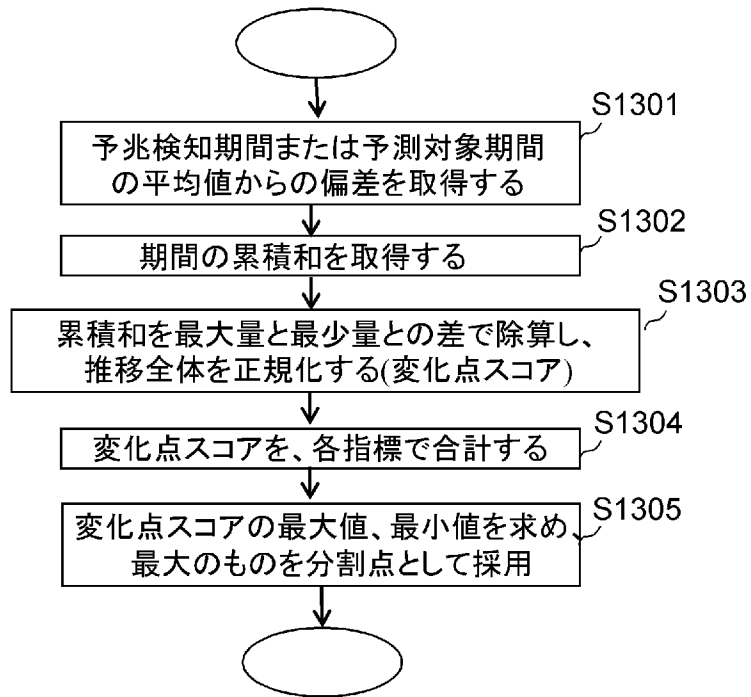 S1301
予兆検知期間または予測対象期間
の平均値からの偏差を取得する
S1302
期間の累積和を取得する
S1303
累積和を最大量と最少量との差で除算し、
推移全体を正規化する(変化点スコア)
S1304
変化点スコアを、各指標で合計する
S1305
変化点スコアの最大値、最小値を求め、
最大のものを分割点として採用